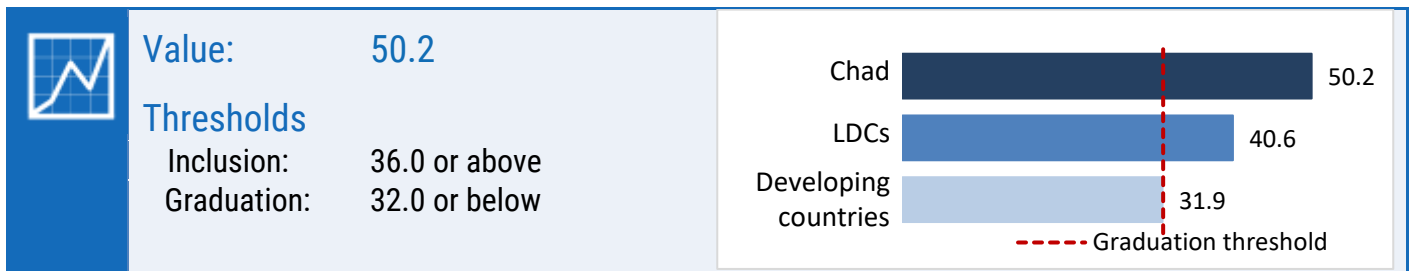 Value: 50.2
Thresholds
Inclusion: 36.0 or above
Graduation: 32.0 or below
Chad 50.2
LDCs 40.6
Developing
countries 31.9
Graduation threshold